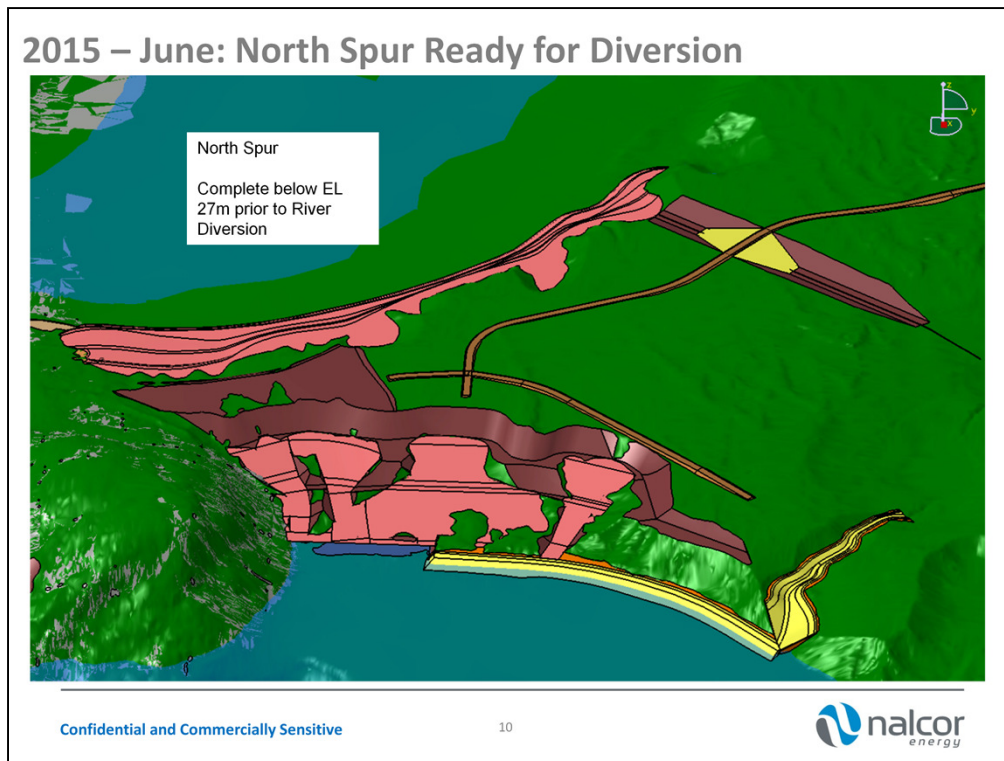 2015 – June: North Spur Ready for Diversion
z
y
x
North Spur
Complete below EL
27m prior to River
Diversion
Confidential and Commercially Sensitive
10
nalcor
energy